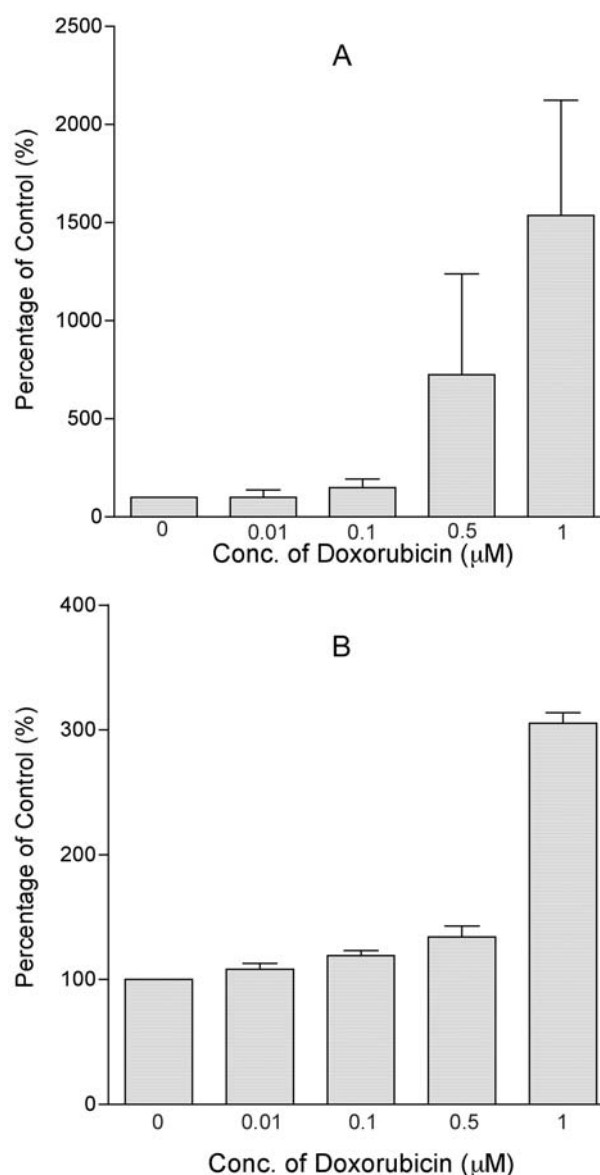 A
Percentage of Control (%)
2500
2000
1500
1000
500
0
0 0.01 0.1 0.5 1
Conc. of Doxorubicin (μM)
B
Percentage of Control (%)
400
300
200
100
0
0 0.01 0.1 0.5 1
Conc. of Doxorubicin (μM)